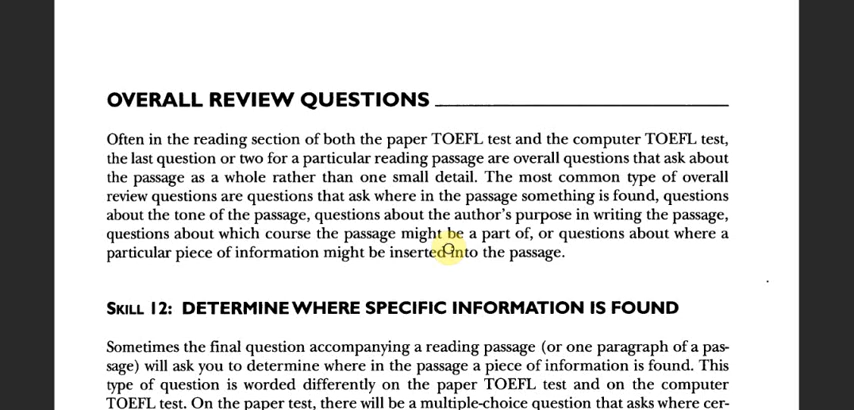 OVERALL REVIEW QUESTIONS
Often in the reading section of both the paper TOEFL test and the computer TOEFL test,
the last question or two for a particular reading passage are overall questions that ask about
the passage as a whole rather than one small detail. The most common type of overall
review questions are questions that ask where in the passage something is found, questions
about the tone of the passage, questions about the author's purpose in writing the passage,
questions about which course the passage might be a part of, or questions about where a
particular piece of information might be inserted into the passage.
SKILL 12: DETERMINE WHERE SPECIFIC INFORMATION IS FOUND
Sometimes the final question accompanying a reading passage (or one paragraph of a pas-
sage) will ask you to determine where in the passage a piece of information is found. This
type of question is worded differently on the paper TOEFL test and on the computer
TOEFL test. On the paper test, there will be a multiple-choice question that asks where cer-